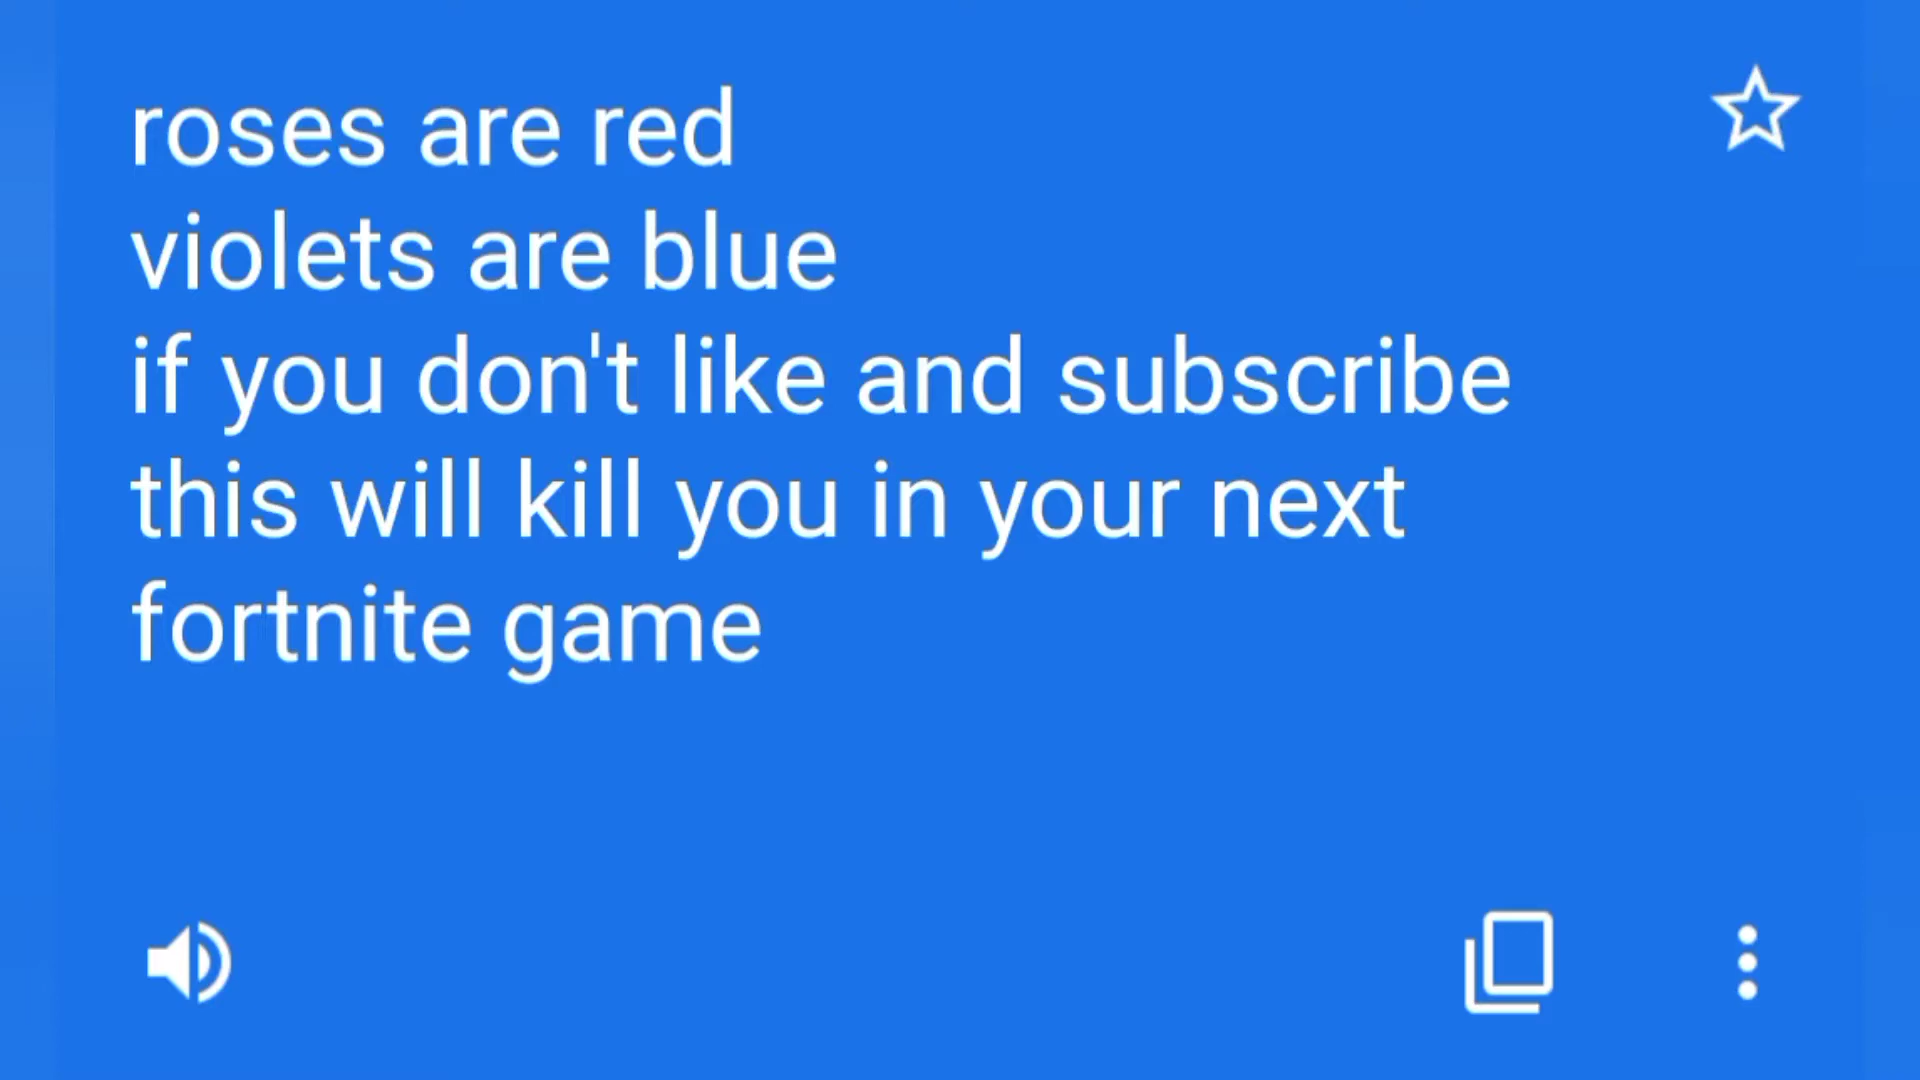 roses are red
violets are blue
if you don't like and subscribe
this will kill you in your next
fortnite game